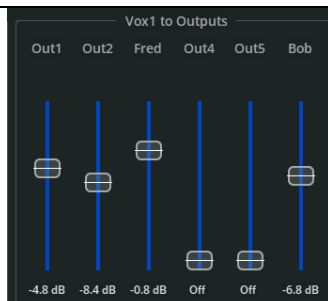 Vox1 to Outputs
Out1 Out2 Fred Out4 Out5 Bob
-4.8 dB -8.4 dB -0.8 dB Off Off -6.8 dB